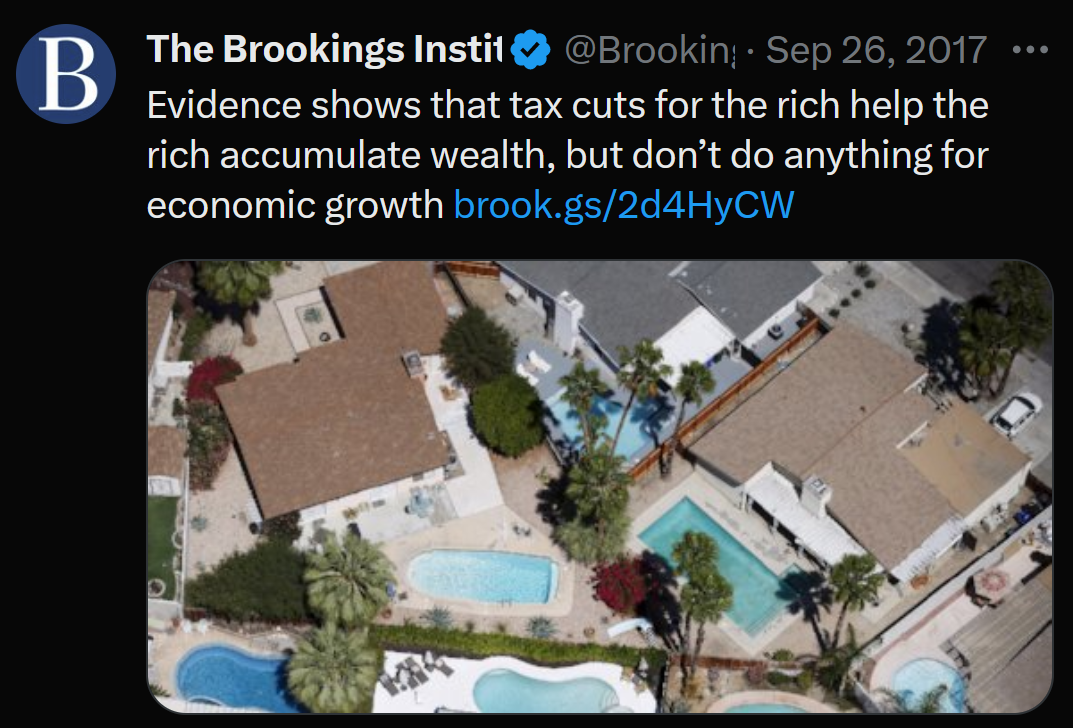 B
The Brookings Instit @Brooking · Sep 26, 2017
Evidence shows that tax cuts for the rich help the
rich accumulate wealth, but don’t do anything for
economic growth brook.gs/2d4HyCW